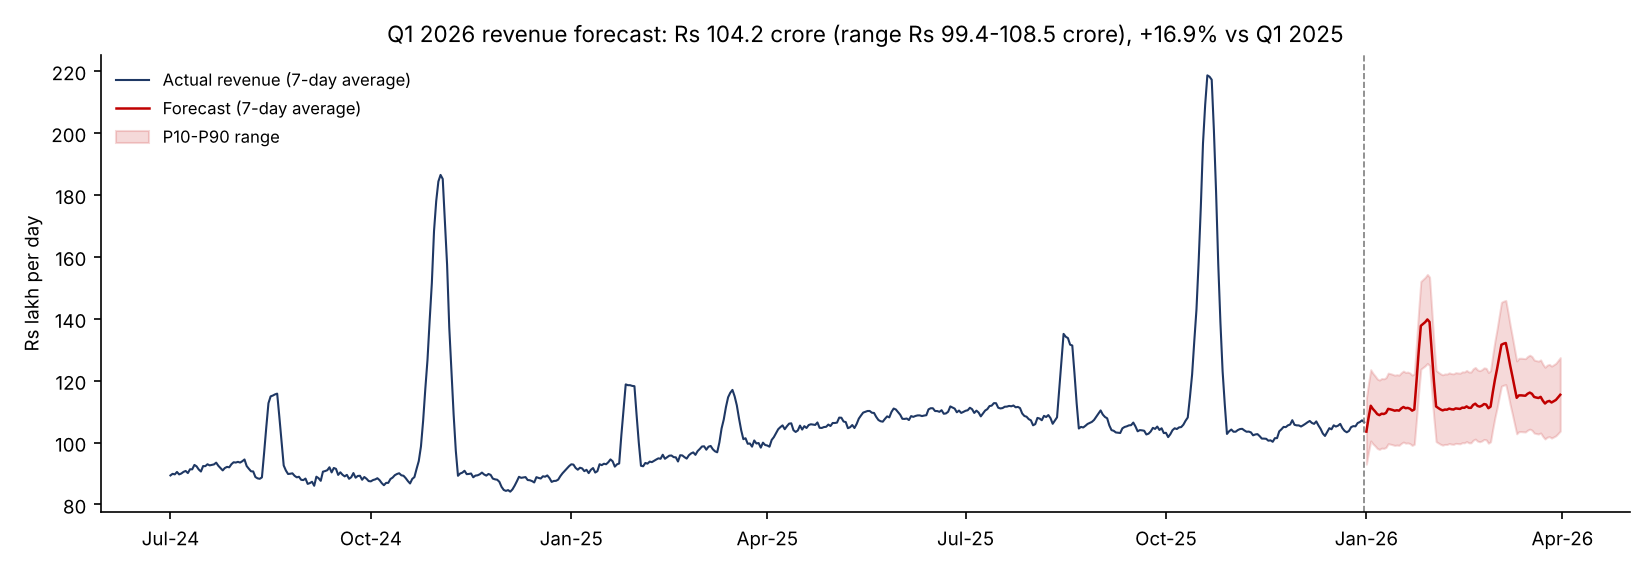 Q1 2026 revenue forecast: Rs 104.2 crore (range Rs 99.4-108.5 crore), +16.9% vs Q1 2025
Actual revenue (7-day average)
Forecast (7-day average)
P10-P90 range
Rs lakh per day
220
200
180
160
140
120
100
80
Jul-24
Oct-24
Jan-25
Apr-25
Jul-25
Oct-25
Jan-26
Apr-26